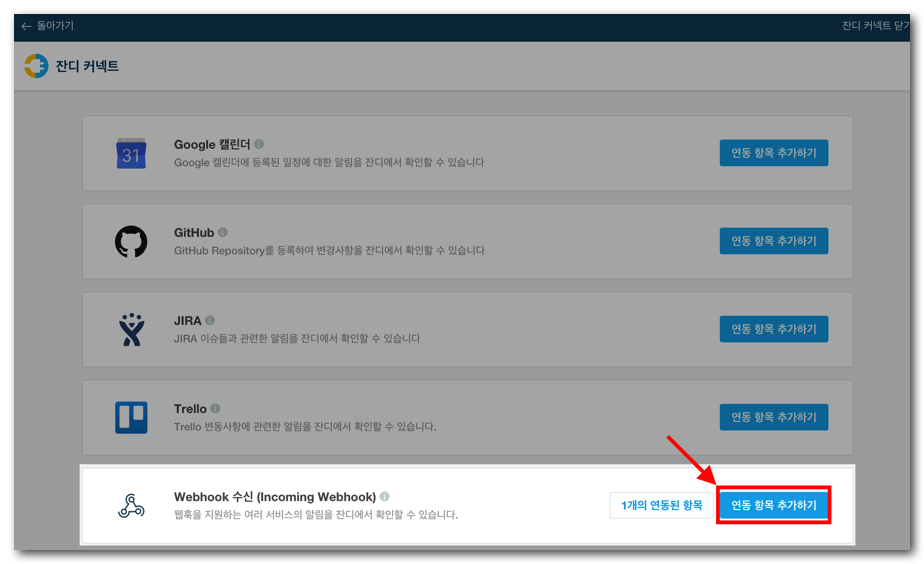 ← 돌아가기
잔디 커넥트 닫기
잔디 커넥트
31
Google 캘린더
Google 캘린더에 등록된 일정에 대한 알림을 잔디에서 확인할 수 있습니다
연동 항목 추가하기
GitHub
GitHub Repository를 등록하여 변경사항을 잔디에서 확인할 수 있습니다
연동 항목 추가하기
JIRA
JIRA 이슈들과 관련한 알림을 잔디에서 확인할 수 있습니다
연동 항목 추가하기
Trello
Trello 변동사항에 관련한 알림을 잔디에서 확인할 수 있습니다.
연동 항목 추가하기
Webhook 수신 (Incoming Webhook)
웹훅을 지원하는 여러 서비스의 알림을 잔디에서 확인할 수 있습니다.
1개의 연동된 항목
연동 항목 추가하기